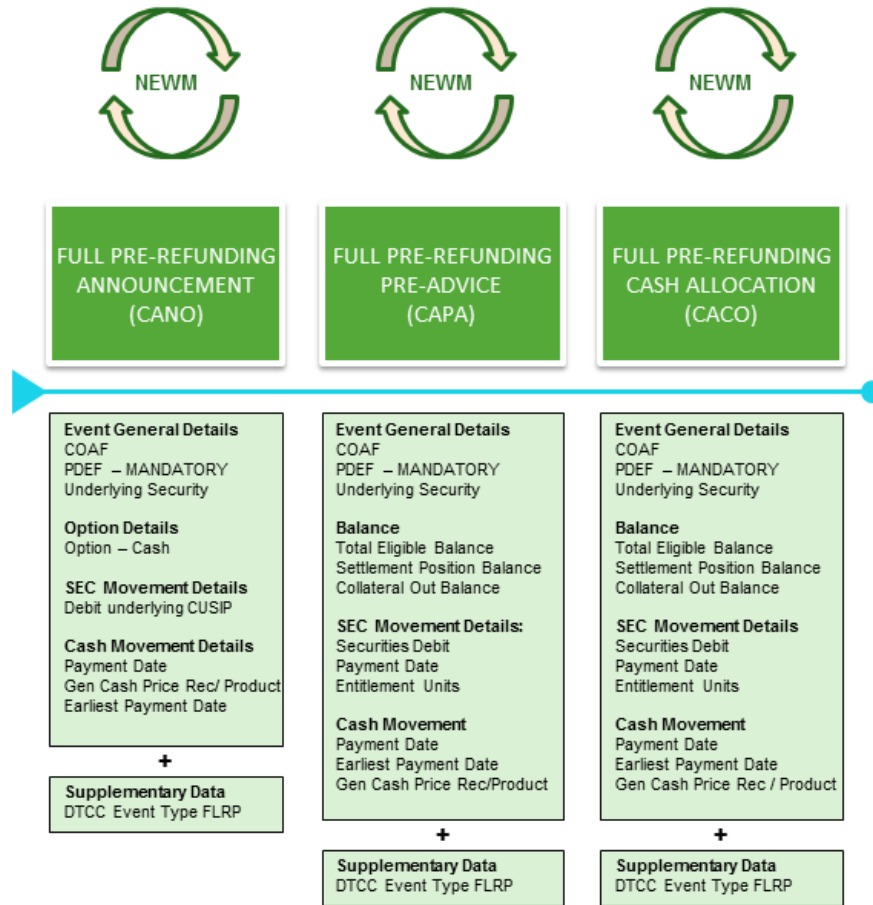 NEWM
NEWM
NEWM
FULL PRE-REFUNDING
ANNOUNCEMENT
(CANO)
FULL PRE-REFUNDING
PRE-ADVICE
(CAPA)
FULL PRE-REFUNDING
CASH ALLOCATION
(CACO)
Event General Details
COAF
PDEF – MANDATORY
Underlying Security
Option Details
Option – Cash
SEC Movement Details
Debit underlying CUSIP
Cash Movement Details
Payment Date
Gen Cash Price Rec/ Product
Earliest Payment Date
+
Supplementary Data
DTCC Event Type FLRP
Event General Details
COAF
PDEF – MANDATORY
Underlying Security
Balance
Total Eligible Balance
Settlement Position Balance
Collateral Out Balance
SEC Movement Details:
Securities Debit
Payment Date
Entitlement Units
Cash Movement
Payment Date
Earliest Payment Date
Gen Cash Price Rec/Product
+
Supplementary Data
DTCC Event Type FLRP
Event General Details
COAF
PDEF – MANDATORY
Underlying Security
Balance
Total Eligible Balance
Settlement Position Balance
Collateral Out Balance
SEC Movement Details
Securities Debit
Payment Date
Entitlement Units
Cash Movement
Payment Date
Earliest Payment Date
Gen Cash Price Rec / Product
+
Supplementary Data
DTCC Event Type FLRP